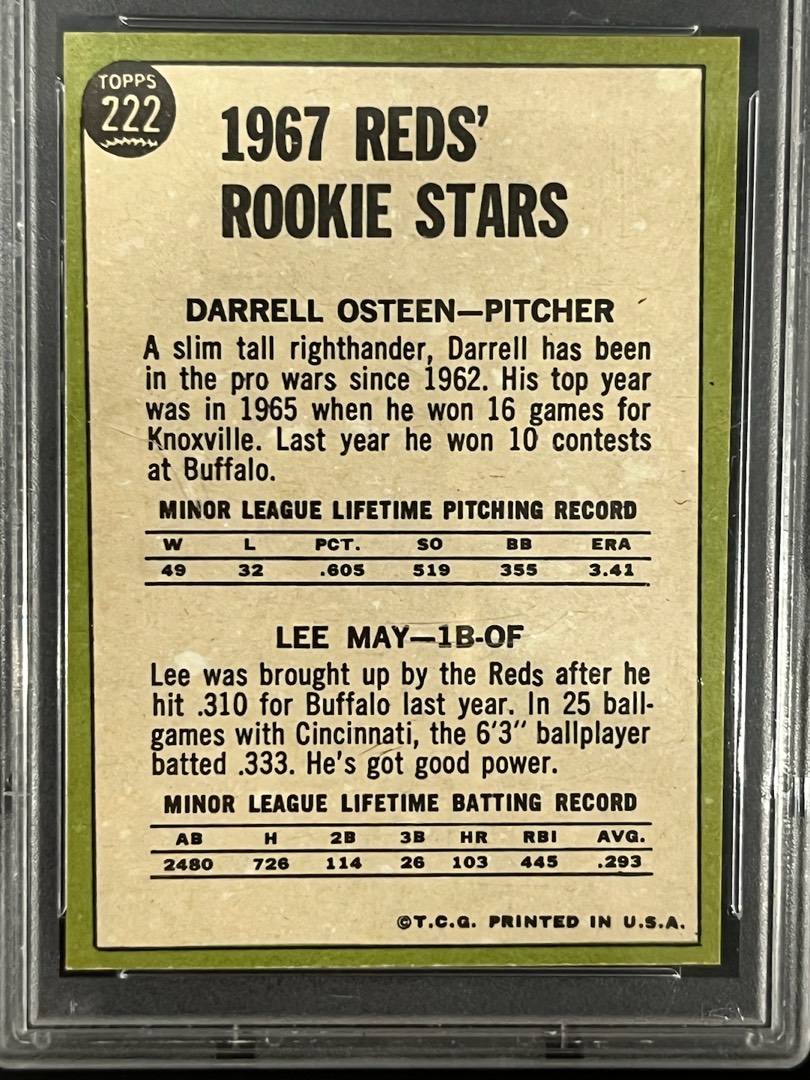 TOPPS
222
1967 REDS'
ROOKIE STARS
DARRELL OSTEEN—PITCHER
A slim tall righthander, Darrell has been
in the pro wars since 1962. His top year
was in 1965 when he won 16 games for
Knoxville. Last year he won 10 contests
at Buffalo.
MINOR LEAGUE LIFETIME PITCHING RECORD
W L PCT. SO BB ERA
49 32 .605 519 355 3.41
LEE MAY—1B-OF
Lee was brought up by the Reds after he
hit .310 for Buffalo last year. In 25 ball-
games with Cincinnati, the 6'3" ballplayer
batted .333. He's got good power.
MINOR LEAGUE LIFETIME BATTING RECORD
AB H 2B 3B HR RBI AVG.
2480 726 114 26 103 445 .293
©T.C.G. PRINTED IN U.S.A.